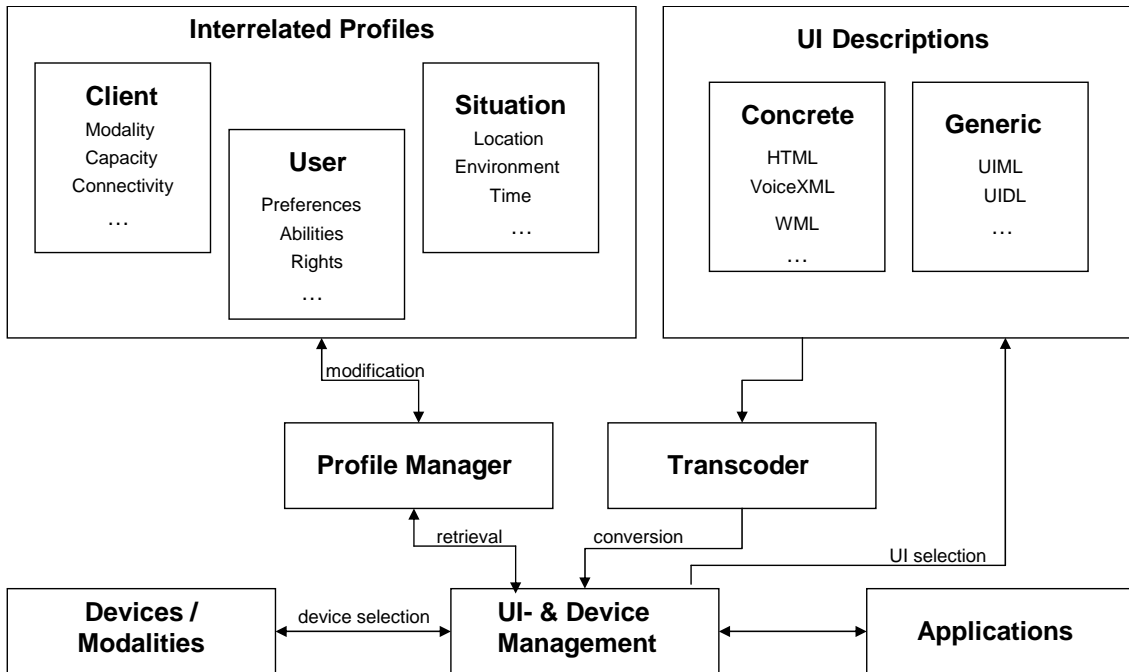 Interrelated Profiles
Client
Modality
Capacity
Connectivity
…
User
Preferences
Abilities
Rights
…
Situation
Location
Environment
Time
…
UI Descriptions
Concrete
HTML
VoiceXML
WML
…
Generic
UIML
UIDL
…
modification
Profile Manager
Transcoder
retrieval
conversion
UI selection
Devices /
Modalities
device selection
UI- & Device
Management
Applications